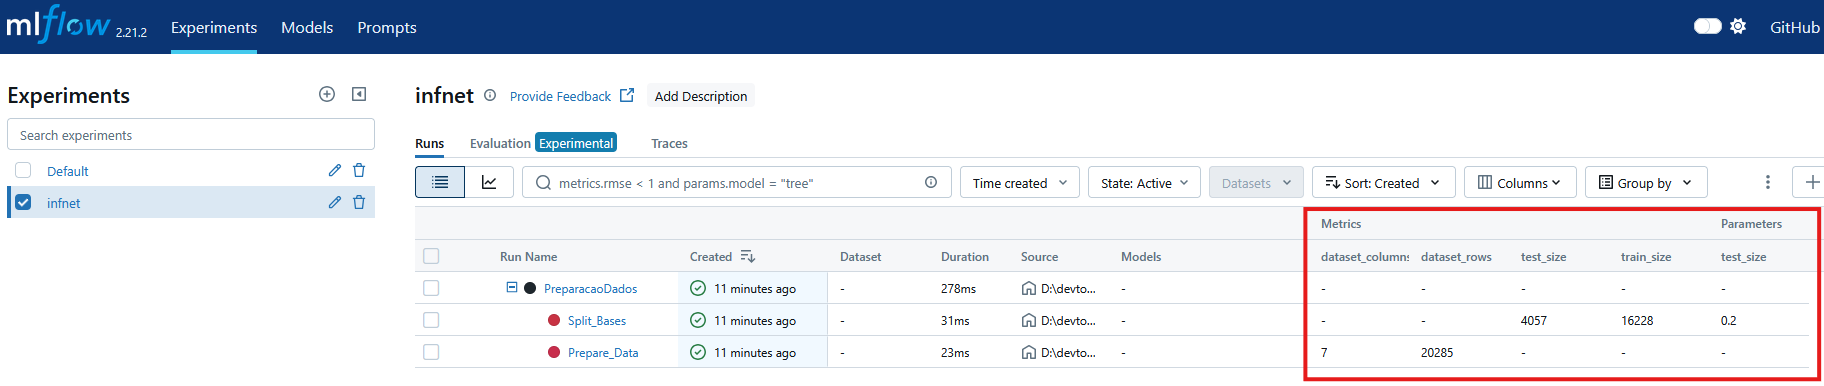 mlflow 2.21.2 Experiments Models Prompts GitHub
Experiments infnet Provide Feedback Add Description
Search experiments Runs Evaluation Experimental Traces
Default metrics.rmse < 1 and params.model = "tree" Time created State: Active Datasets Sort: Created Columns Group by
infnet
Metrics Parameters
Run Name Created Dataset Duration Source Models dataset_columns dataset_rows test_size train_size test_size
PreparacaoDados 11 minutes ago - 278ms D:\devto... - - - - - -
Split_Bases 11 minutes ago - 31ms D:\devto... - - - 4057 16228 0.2
Prepare_Data 11 minutes ago - 23ms D:\devto... - 7 20285 - - -